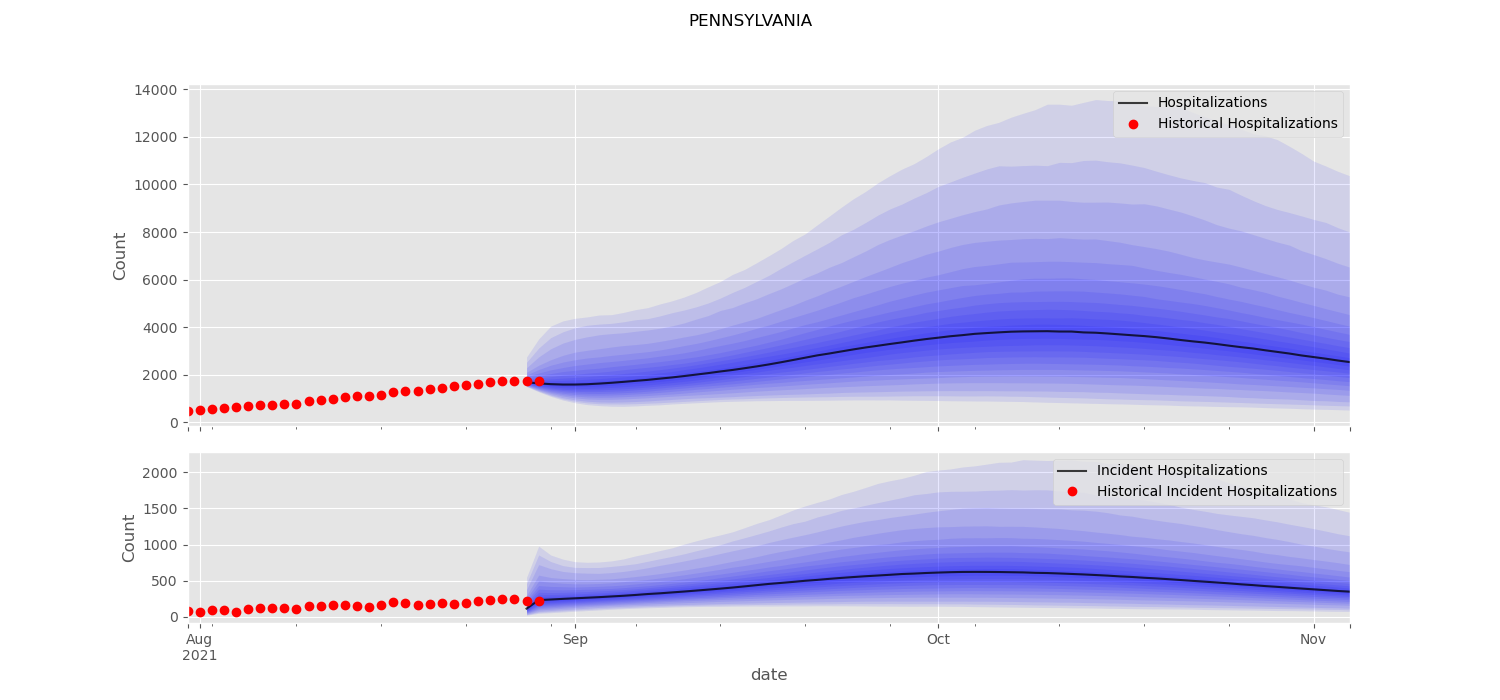 PENNSYLVANIA
14000
12000
10000
8000
6000
4000
2000
0
Count
Hospitalizations
Historical Hospitalizations
2000
1500
1000
500
0
Count
Incident Hospitalizations
Historical Incident Hospitalizations
Aug Sep Oct Nov
2021
date